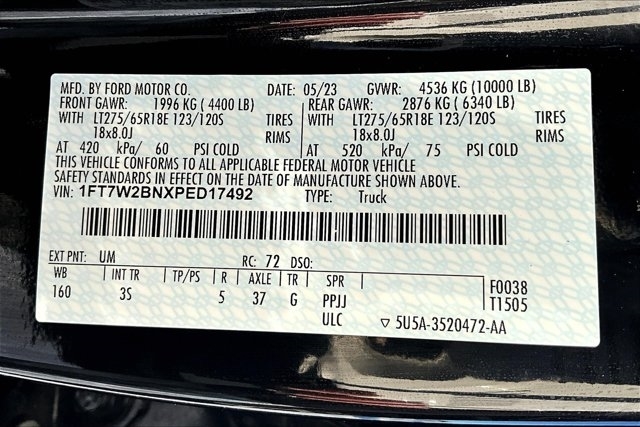 MFD. BY FORD MOTOR CO. DATE: 05/23 GVWR: 4536 KG (10000 LB)
FRONT GAWR: 1996 KG ( 4400 LB) REAR GAWR: 2876 KG ( 6340 LB)
WITH LT275/65R18E 123/120S TIRES WITH LT275/65R18E 123/120S TIRES
18x8.0J RIMS 18x8.0J RIMS
AT 420 kPa/ 60 PSI COLD AT 520 kPa/ 75 PSI COLD
THIS VEHICLE CONFORMS TO ALL APPLICABLE FEDERAL MOTOR VEHICLE
SAFETY STANDARDS IN EFFECT ON THE DATE OF MANUFACTURE SHOWN ABOVE.
VIN: 1FT7W2BNXPED17492 TYPE: Truck
EXT PNT: UM RC: 72 DSO:
WB INT TR TP/PS R AXLE TR SPR F0038
160 3S 5 37 G PPJJ T1505
ULC ▽ 5U5A-3520472-AA